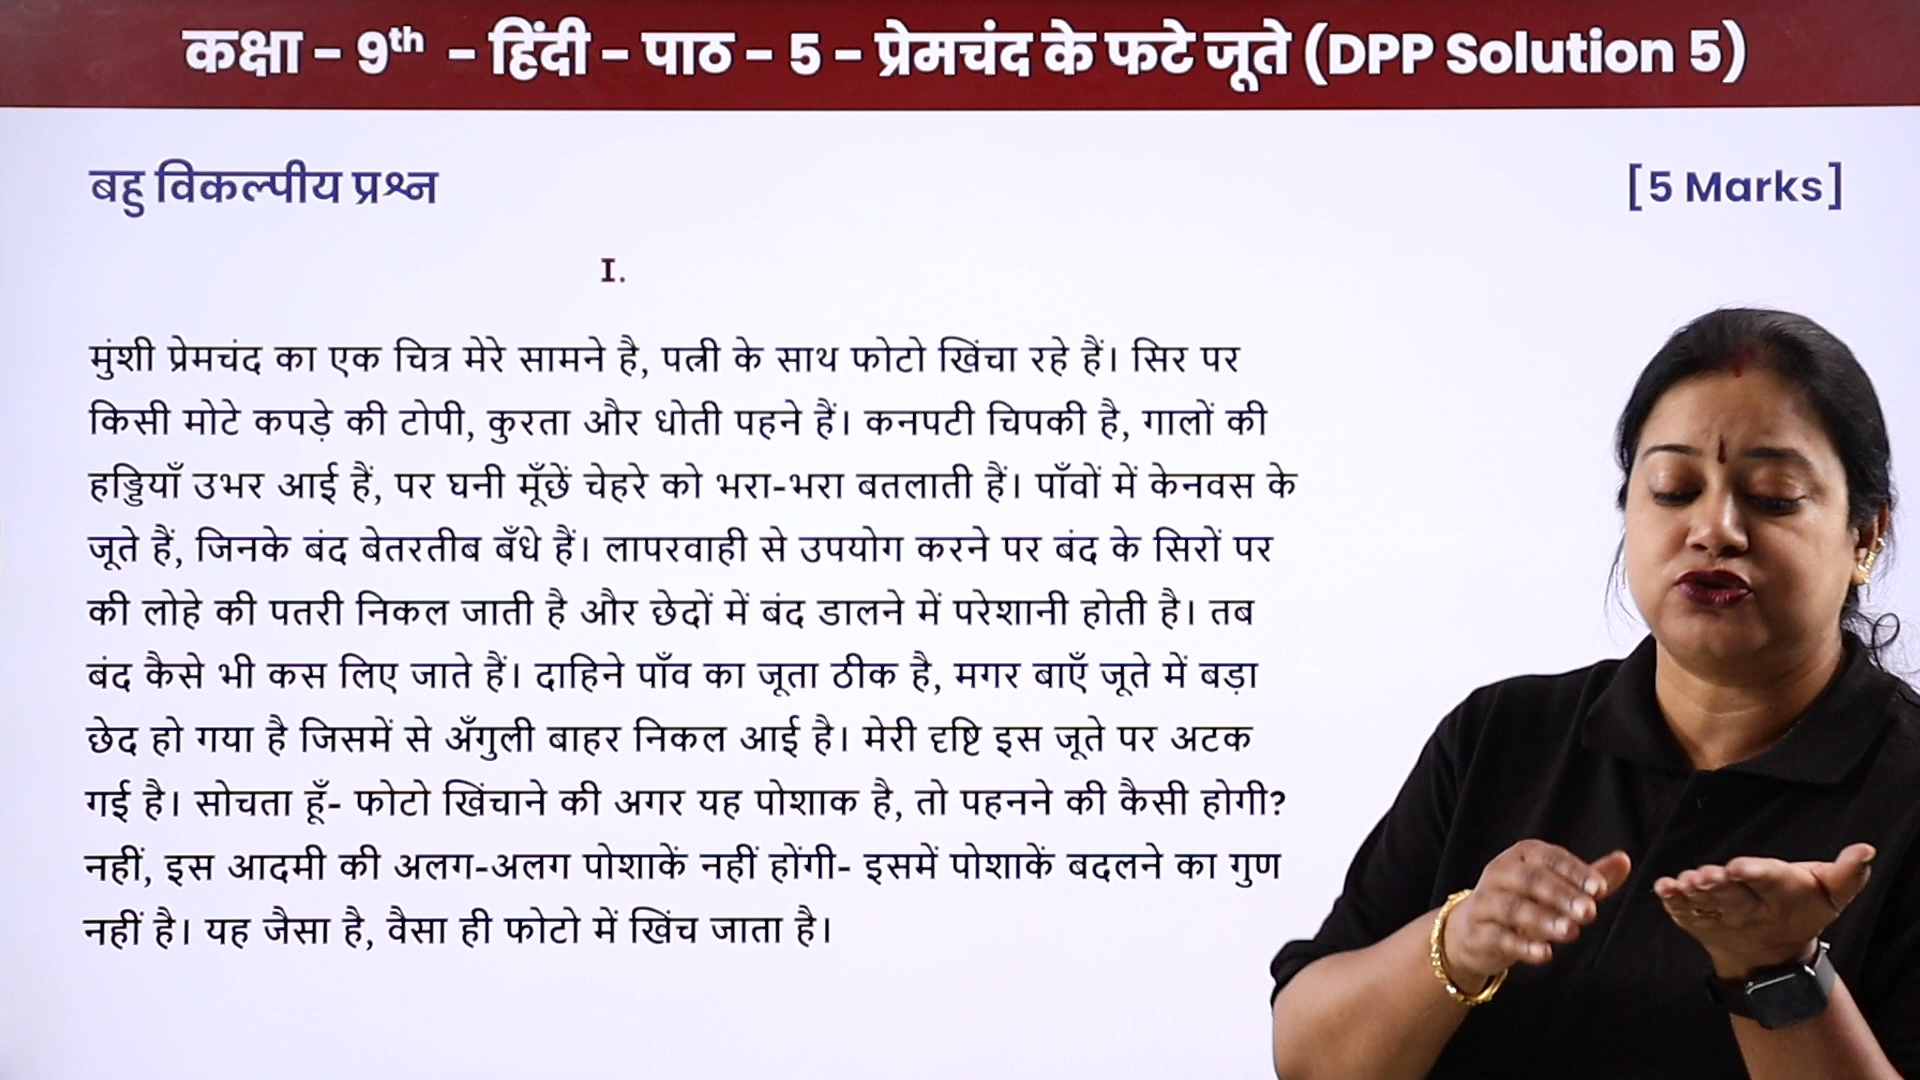 कक्षा - 9th - हिंदी - पाठ - 5 - प्रेमचंद के फटे जूते (DPP Solution 5)
बहु विकल्पीय प्रश्न [5 Marks]
I.
मुंशी प्रेमचंद का एक चित्र मेरे सामने है, पत्नी के साथ फोटो खिंचा रहे हैं। सिर पर
किसी मोटे कपड़े की टोपी, कुरता और धोती पहने हैं। कनपटी चिपकी है, गालों की
हड्डियाँ उभर आई हैं, पर घनी मूँछें चेहरे को भरा-भरा बतलाती हैं। पाँवों में केनवस के
जूते हैं, जिनके बंद बेतरतीब बँधे हैं। लापरवाही से उपयोग करने पर बंद के सिरों पर
की लोहे की पतरी निकल जाती है और छेदों में बंद डालने में परेशानी होती है। तब
बंद कैसे भी कस लिए जाते हैं। दाहिने पाँव का जूता ठीक है, मगर बाएँ जूते में बड़ा
छेद हो गया है जिसमें से अँगुली बाहर निकल आई है। मेरी दृष्टि इस जूते पर अटक
गई है। सोचता हूँ- फोटो खिंचाने की अगर यह पोशाक है, तो पहनने की कैसी होगी?
नहीं, इस आदमी की अलग-अलग पोशाकें नहीं होंगी- इसमें पोशाकें बदलने का गुण
नहीं है। यह जैसा है, वैसा ही फोटो में खिंच जाता है।